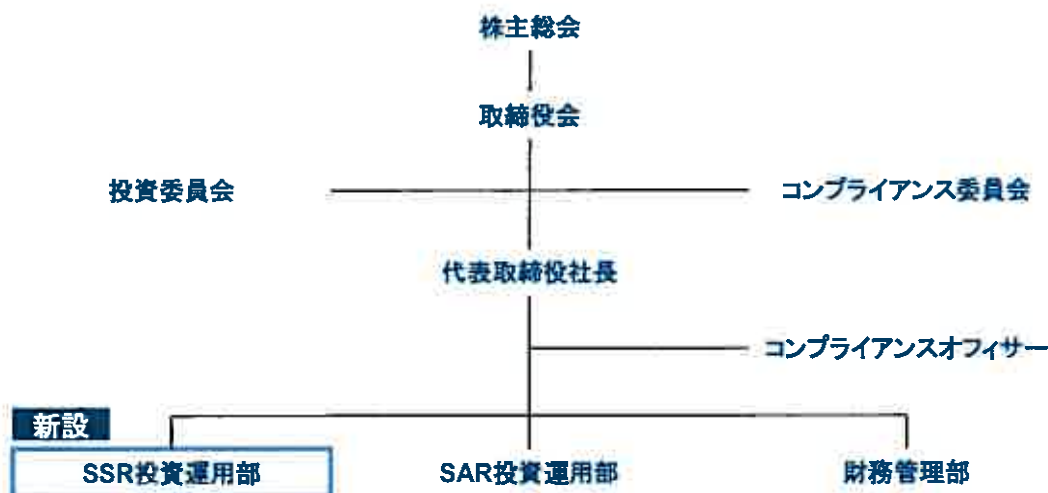 株主総会
取締役会
投資委員会
コンプライアンス委員会
代表取締役社長
コンプライアンスオフィサー
新設
SSR投資運用部
SAR投資運用部
財務管理部